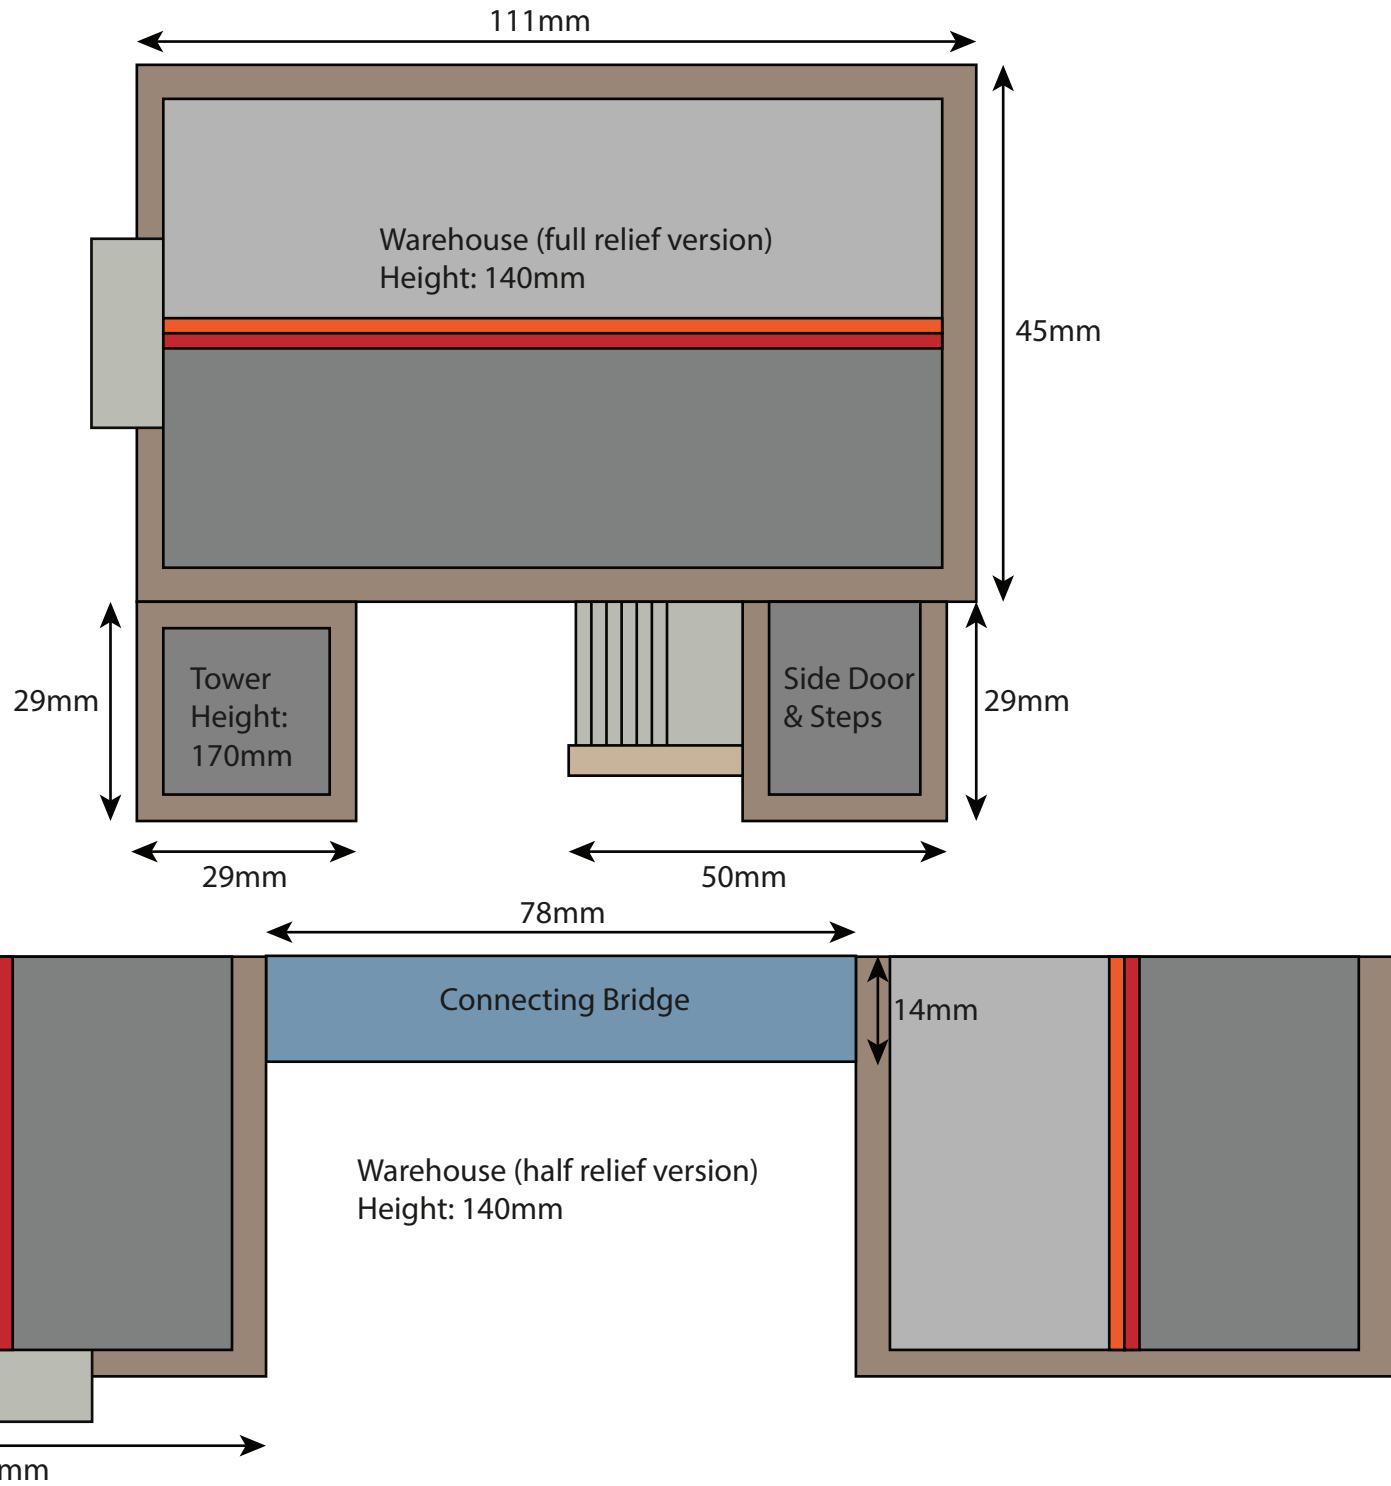 111mm
Warehouse (full relief version)
Height: 140mm
45mm
Tower
Height:
170mm
Side Door
& Steps
29mm
29mm
29mm
50mm
78mm
Connecting Bridge
14mm
Warehouse (half relief version)
Height: 140mm
mm